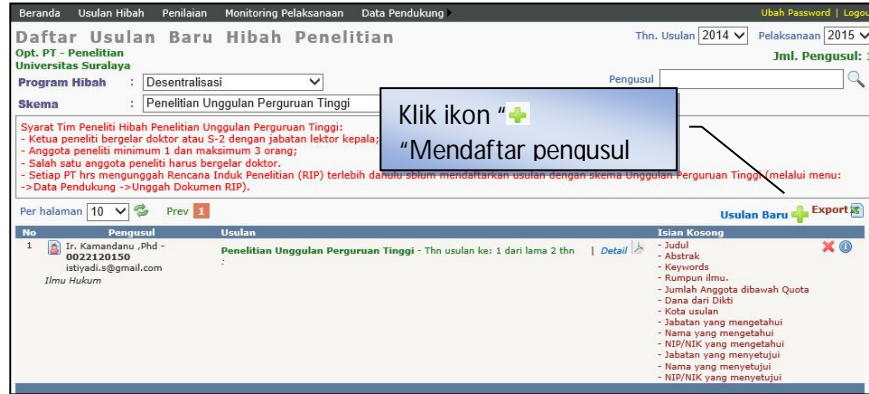 Beranda Usulan Hibah Penilaian Monitoring Pelaksanaan Data Pendukung Ubah Password | Logou
Daftar Usulan Baru Hibah Penelitian Thn. Usulan 2014 Pelaksanaan 2015
Opt. PT - Penelitian
Universitas Suralaya Jml. Pengusul: 1
Program Hibah : Desentralisasi Pengusul
Skema : Penelitian Unggulan Perguruan Tinggi
Klik ikon "
"Mendaftar pengusul
Syarat Tim Peneliti Hibah Penelitian Unggulan Perguruan Tinggi:
- Ketua peneliti bergelar doktor atau S-2 dengan jabatan lektor kepala;
- Anggota peneliti minimum 1 dan maksimum 3 orang;
- Salah satu anggota peneliti harus bergelar doktor.
- Setiap PT hrs mengunggah Rencana Induk Penelitian (RIP) terlebih dahulu sblum mendaftarkan usulan dengan skema Unggulan Perguruan Tinggi (melalui menu:
->Data Pendukung ->Unggah Dokumen RIP).
Per halaman 10 Prev 1 Usulan Baru Export
No Pengusul Usulan Isian Kosong
1 Ir. Kamandanu ,Phd -
0022120150
istiyadi.s@gmail.com
Ilmu Hukum
Penelitian Unggulan Perguruan Tinggi - Thn usulan ke: 1 dari lama 2 thn | Detail
:
- Judul
- Abstrak
- Keywords
- Rumpun ilmu.
- Jumlah Anggota dibawah Quota
- Dana dari Dikti
- Kota usulan
- Jabatan yang mengetahui
- Nama yang mengetahui
- NIP/NIK yang mengetahui
- Jabatan yang menyetujui
- Nama yang menyetujui
- NIP/NIK yang menyetujui